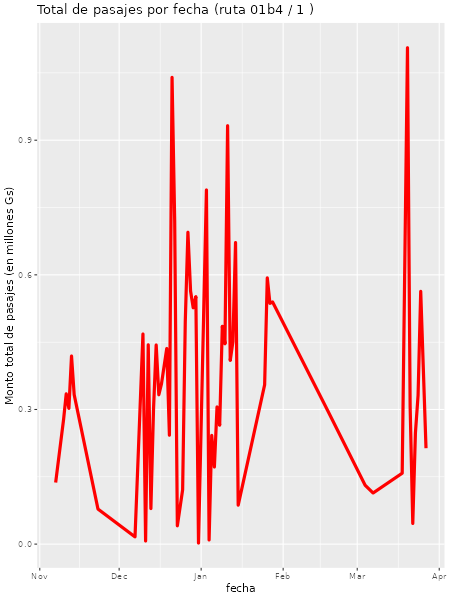 Total de pasajes por fecha (ruta 01b4 / 1 )
Monto total de pasajes (en millones Gs)
0.9
0.6
0.3
0.0
Nov Dec Jan Feb Mar Apr
fecha